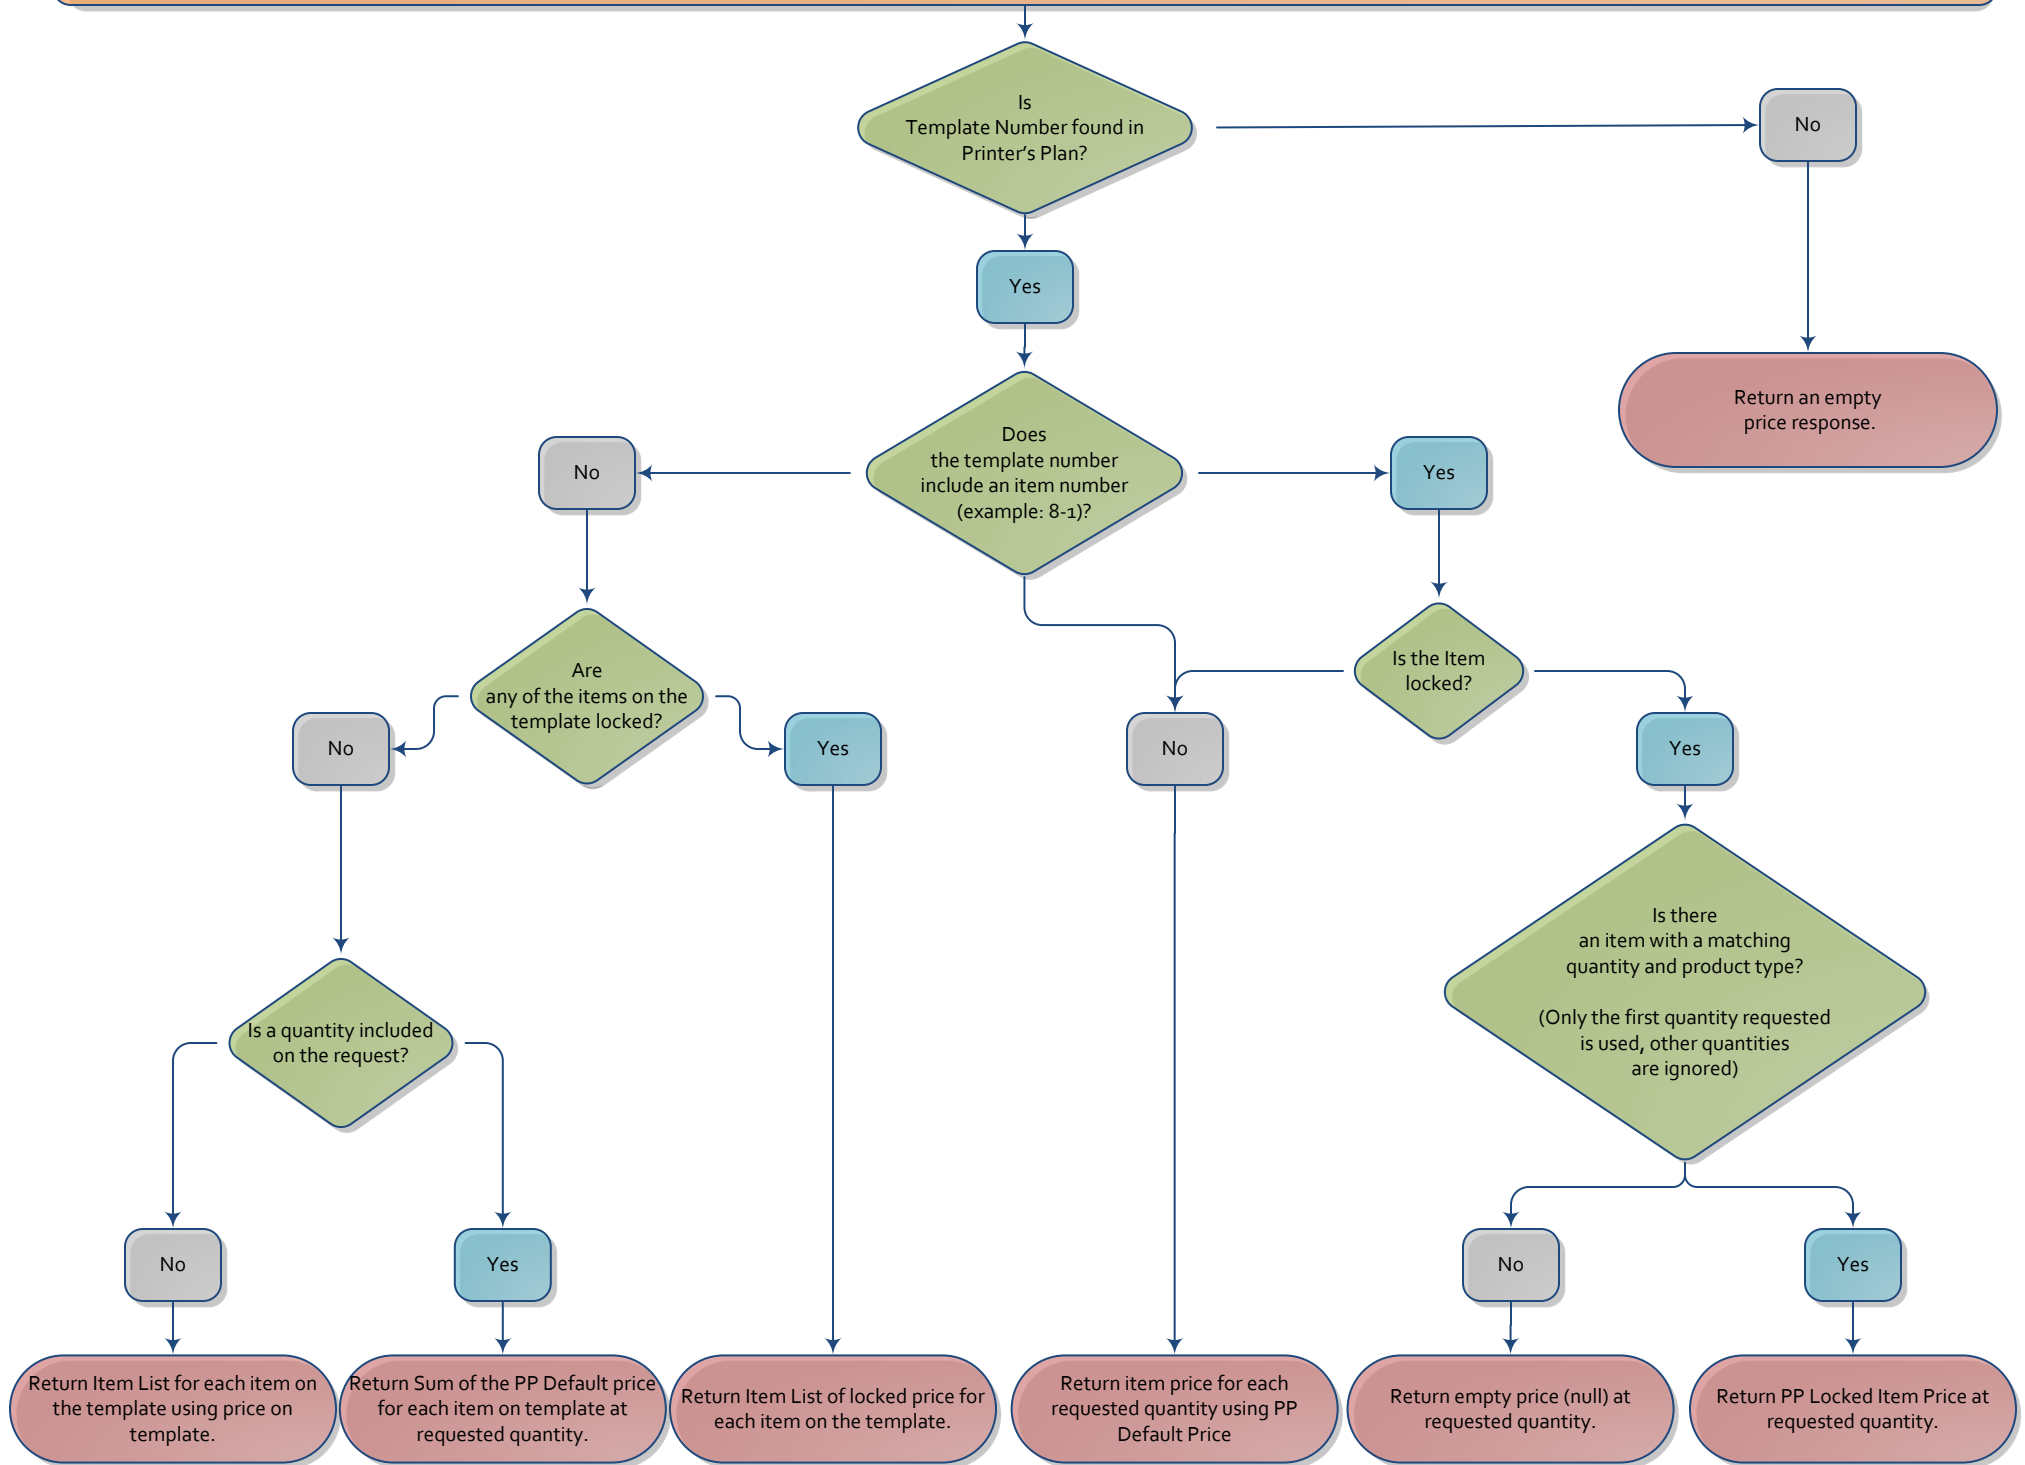 Is
Template Number found in
Printer's Plan?
No
Yes
Return an empty
price response.
Does
the template number
include an item number
(example: 8-1)?
No
Yes
Are
any of the items on the
template locked?
Is the Item
locked?
No
Yes
No
Yes
Is there
an item with a matching
quantity and product type?
(Only the first quantity requested
is used, other quantities
are ignored)
Is a quantity included
on the request?
No
Yes
No
Yes
Return Item List for each item on
the template using price on
template.
Return Sum of the PP Default price
for each item on template at
requested quantity.
Return Item List of locked price for
each item on the template.
Return item price for each
requested quantity using PP
Default Price
Return empty price (null) at
requested quantity.
Return PP Locked Item Price at
requested quantity.